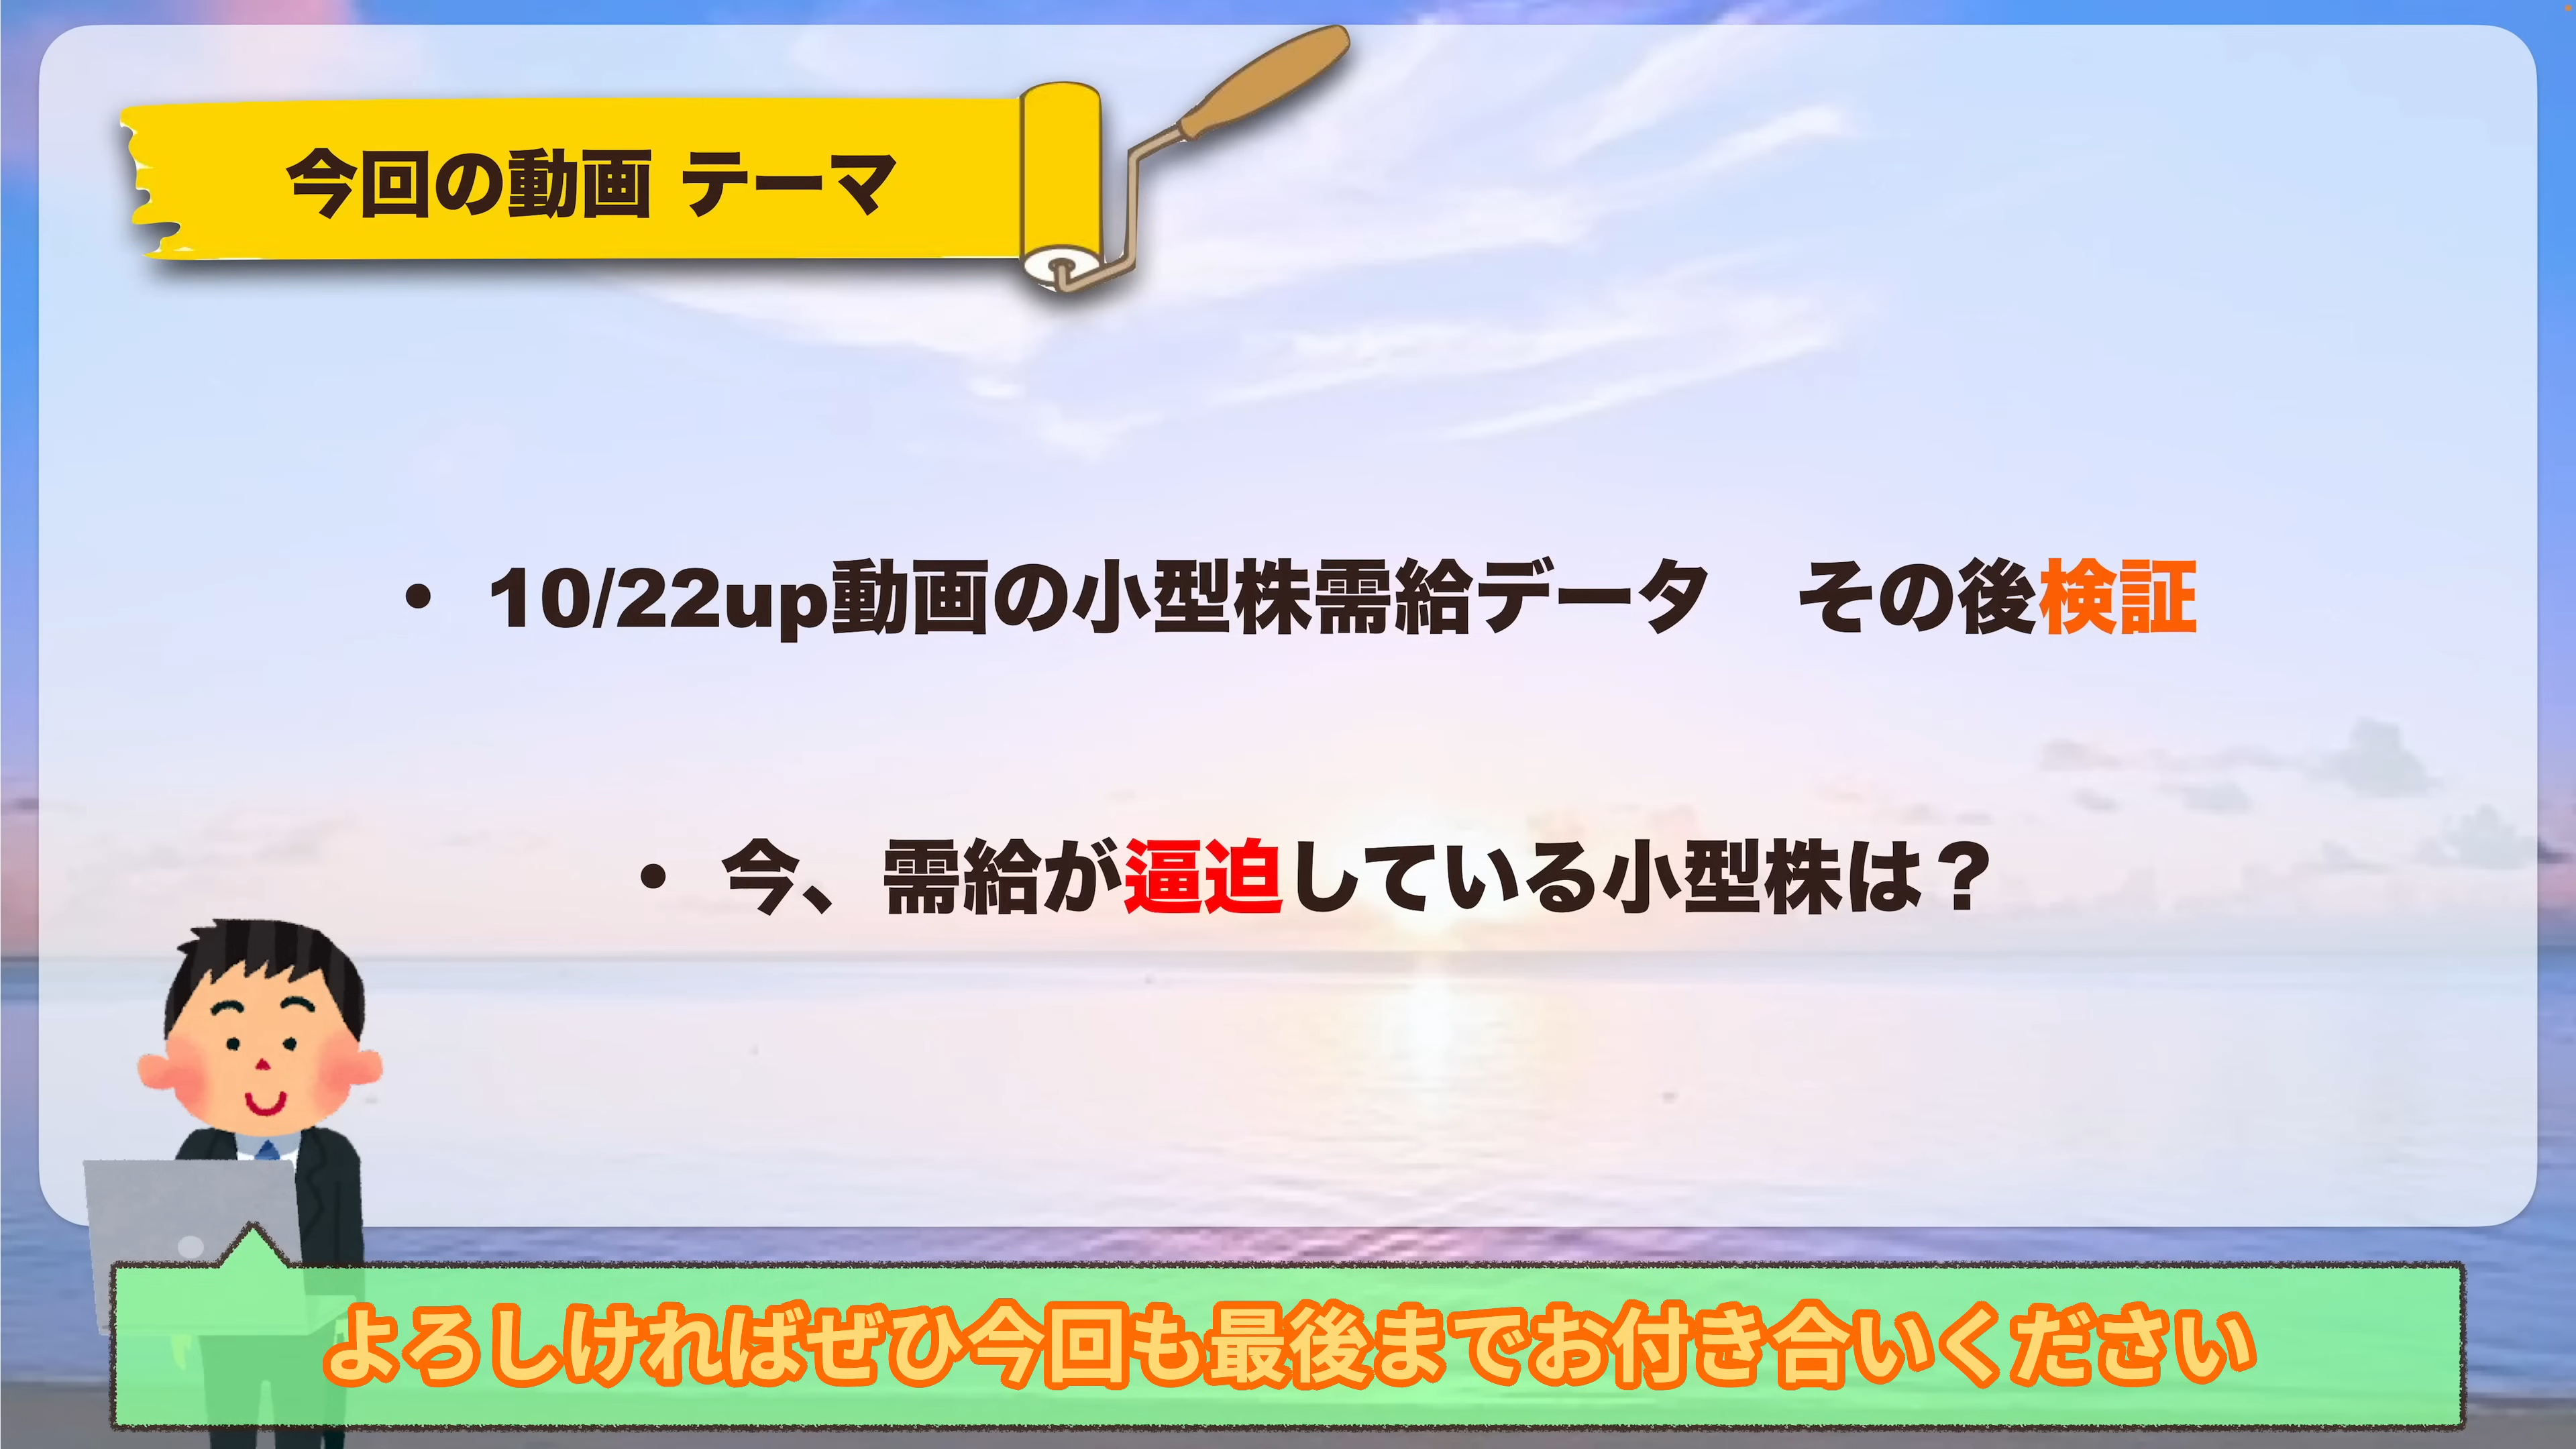 今回の動画 テーマ
• 10/22up動画の小型株需給データ　その後検証
• 今、需給が逼迫している小型株は？
よろしければぜひ今回も最後までお付き合いください